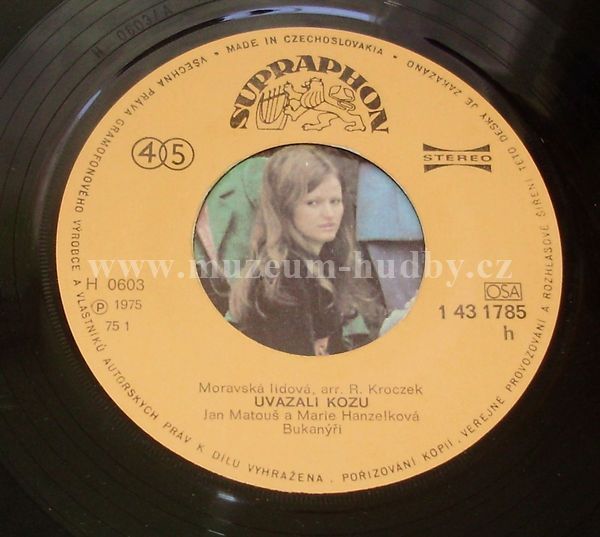 VŠECHNA PRÁVA GRAMOFONOVÉHO VÝROBCE A VLASTNÍKŮ AUTORSKÝCH PRÁV K DÍLU VYHRAŽENA. POŘIZOVÁNÍ KOPIÍ, VEŘEJNÉ PROVOZOVÁNÍ A ROZHLASOVÉ ŠÍŘENÍ TÉTO DESKY JE ZAKÁZÁNO
• MADE IN CZECHOSLOVAKIA •
SUPRAPHON
45
STEREO
www.muzeum-hudby.cz
H 0603
Ⓟ 1975
75 1
OSA
1 43 1785
h
Moravská lidová, arr. R. Kroczek
UVAZALI KOZU
Jan Matouš a Marie Hanzelková
Bukanýři